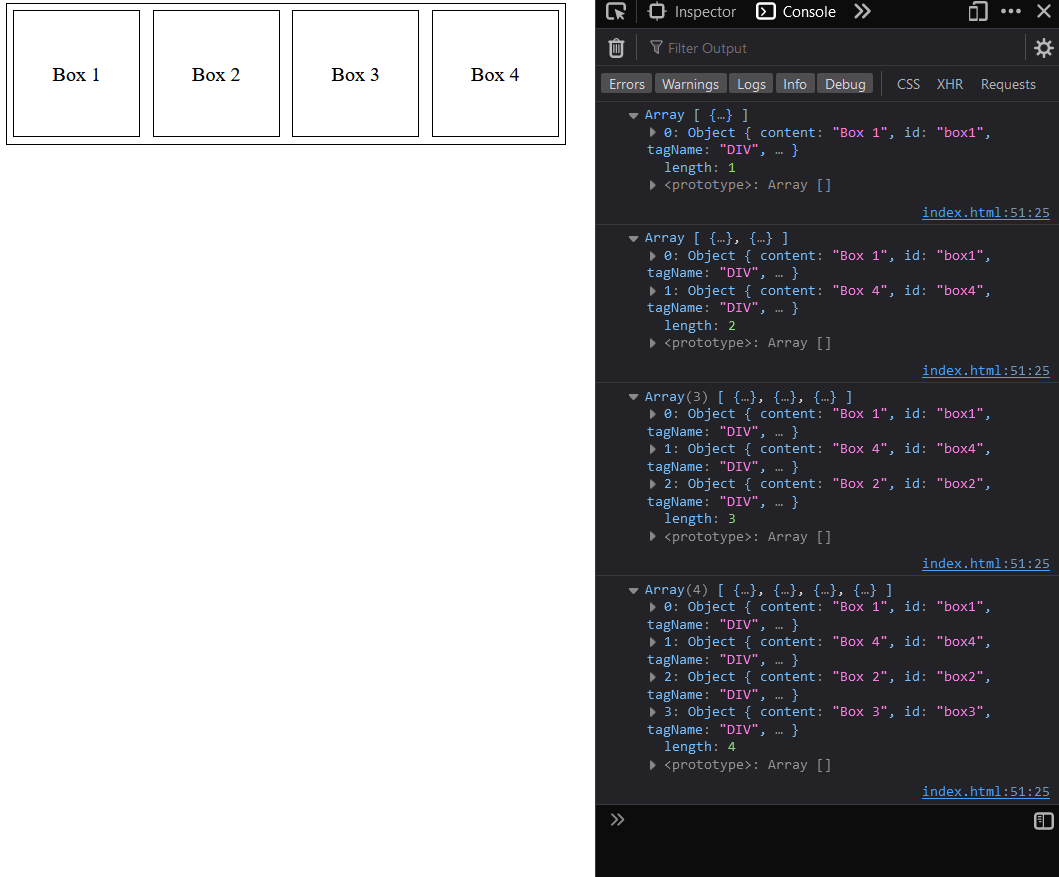 Box 1 Box 2 Box 3 Box 4
Inspector Console
Filter Output
Errors Warnings Logs Info Debug CSS XHR Requests
Array [ {…} ]
0: Object { content: "Box 1", id: "box1",
tagName: "DIV", … }
length: 1
<prototype>: Array []
index.html:51:25
Array [ {…}, {…} ]
0: Object { content: "Box 1", id: "box1",
tagName: "DIV", … }
1: Object { content: "Box 4", id: "box4",
tagName: "DIV", … }
length: 2
<prototype>: Array []
index.html:51:25
Array(3) [ {…}, {…}, {…} ]
0: Object { content: "Box 1", id: "box1",
tagName: "DIV", … }
1: Object { content: "Box 4", id: "box4",
tagName: "DIV", … }
2: Object { content: "Box 2", id: "box2",
tagName: "DIV", … }
length: 3
<prototype>: Array []
index.html:51:25
Array(4) [ {…}, {…}, {…}, {…} ]
0: Object { content: "Box 1", id: "box1",
tagName: "DIV", … }
1: Object { content: "Box 4", id: "box4",
tagName: "DIV", … }
2: Object { content: "Box 2", id: "box2",
tagName: "DIV", … }
3: Object { content: "Box 3", id: "box3",
tagName: "DIV", … }
length: 4
<prototype>: Array []
index.html:51:25